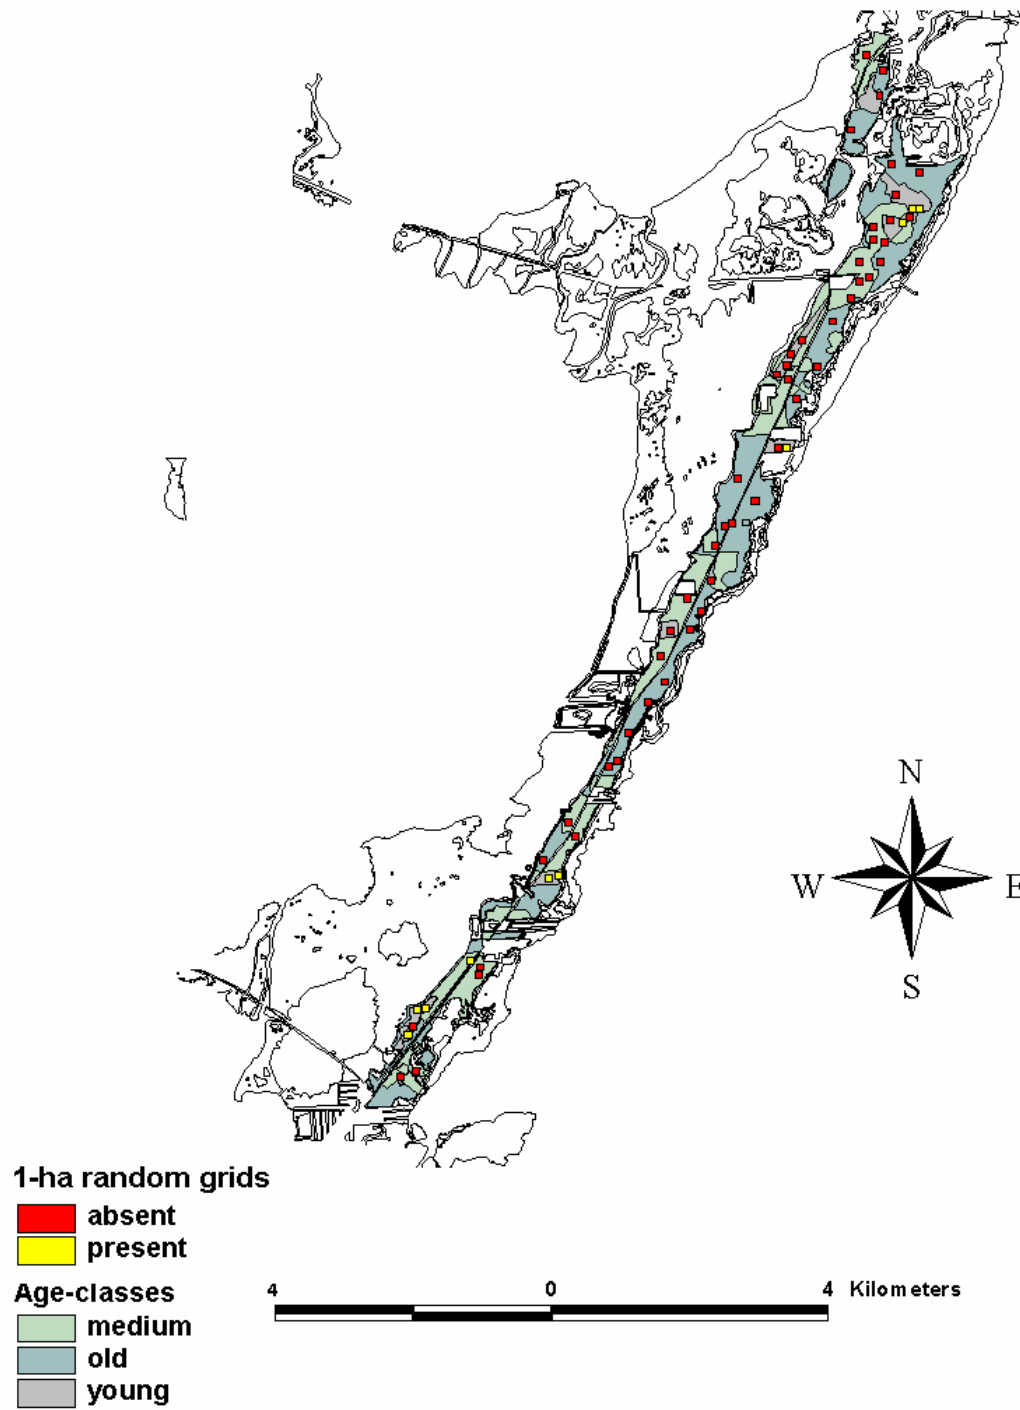 N
W E
S
1-ha random grids
absent
present
Age-classes
medium
old
young
4 0 4 Kilometers